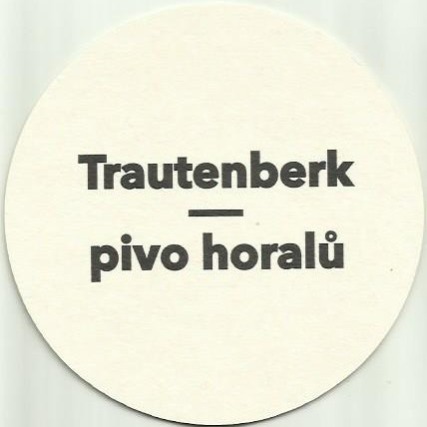 Trautenberk
—
pivo horalů